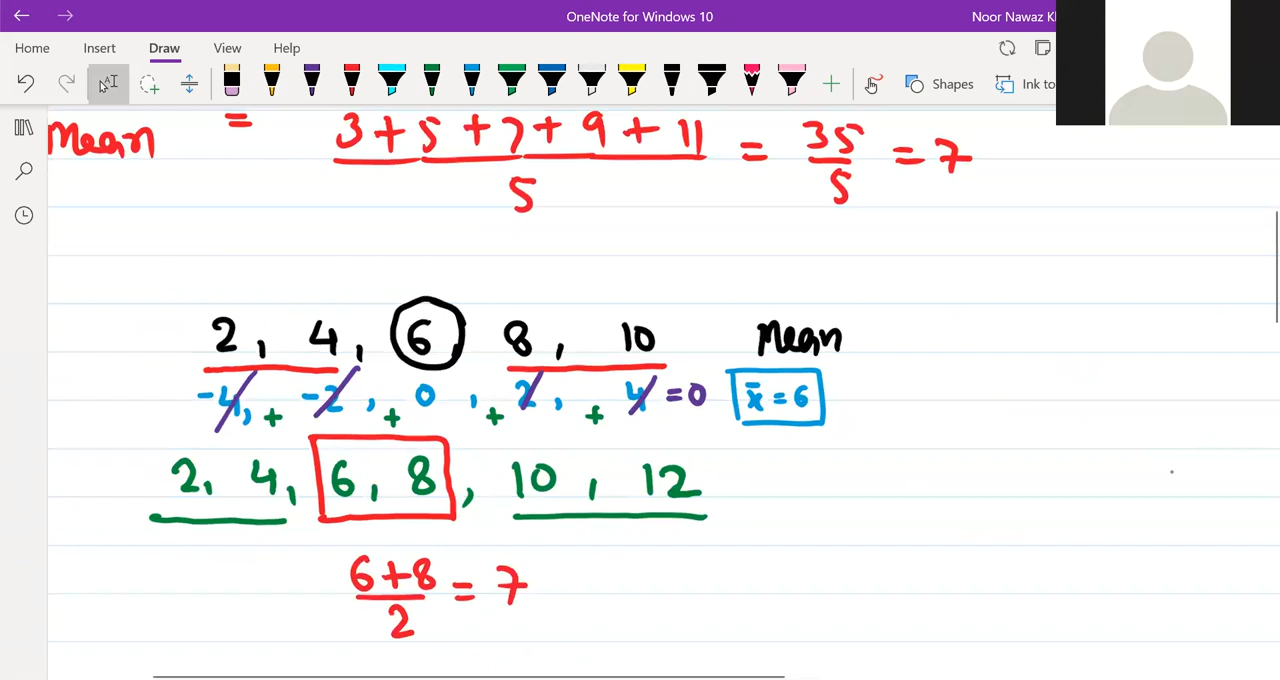 OneNote for Windows 10
Noor Nawaz Kh
Home Insert Draw View Help
Shapes Ink to
Mean = 3 + 5 + 7 + 9 + 11 / 5 = 35 / 5 = 7
2, 4, 6, 8, 10 Mean
-4, + -2, + 0, + 2, + 4 = 0 x̄ = 6
2, 4, 6, 8, 10, 12
6 + 8 / 2 = 7